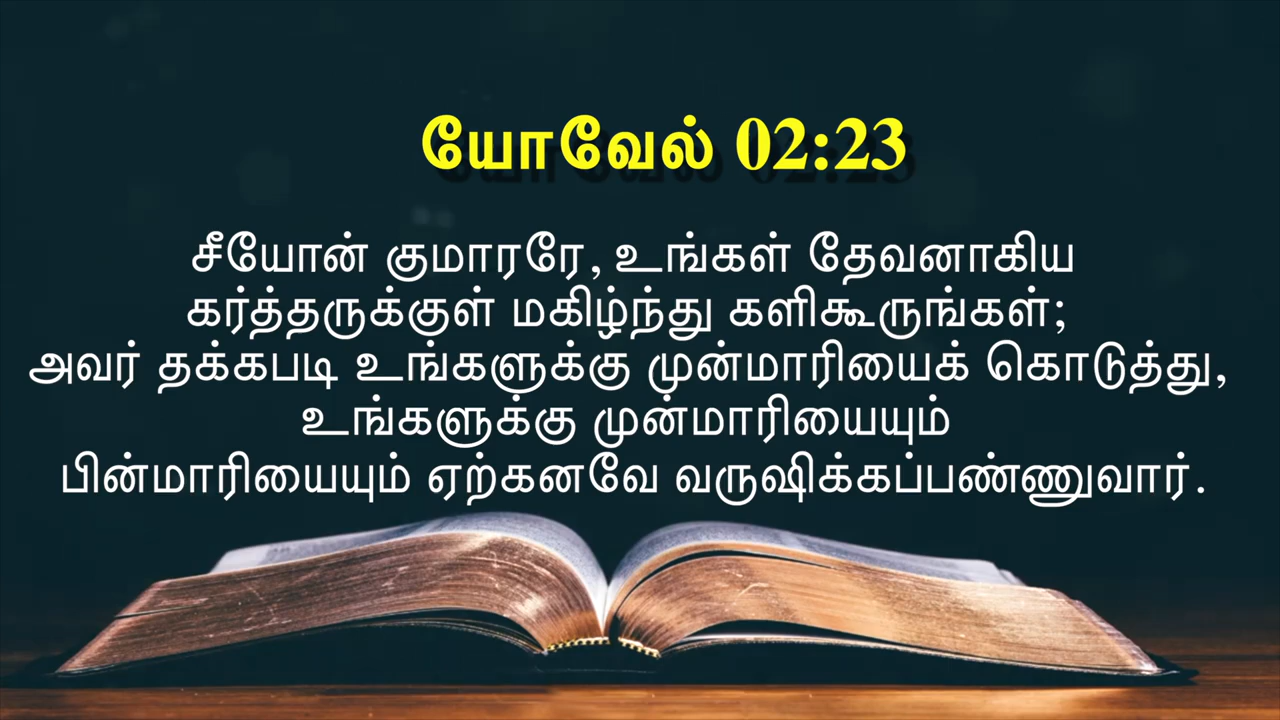 யோவேல் 02:23
சீயோன் குமாரரே, உங்கள் தேவனாகிய
கர்த்தருக்குள் மகிழ்ந்து களிகூருங்கள்;
அவர் தக்கபடி உங்களுக்கு முன்மாரியைக் கொடுத்து,
உங்களுக்கு முன்மாரியையும்
பின்மாரியையும் ஏற்கனவே வருஷிக்கப்பண்ணுவார்.